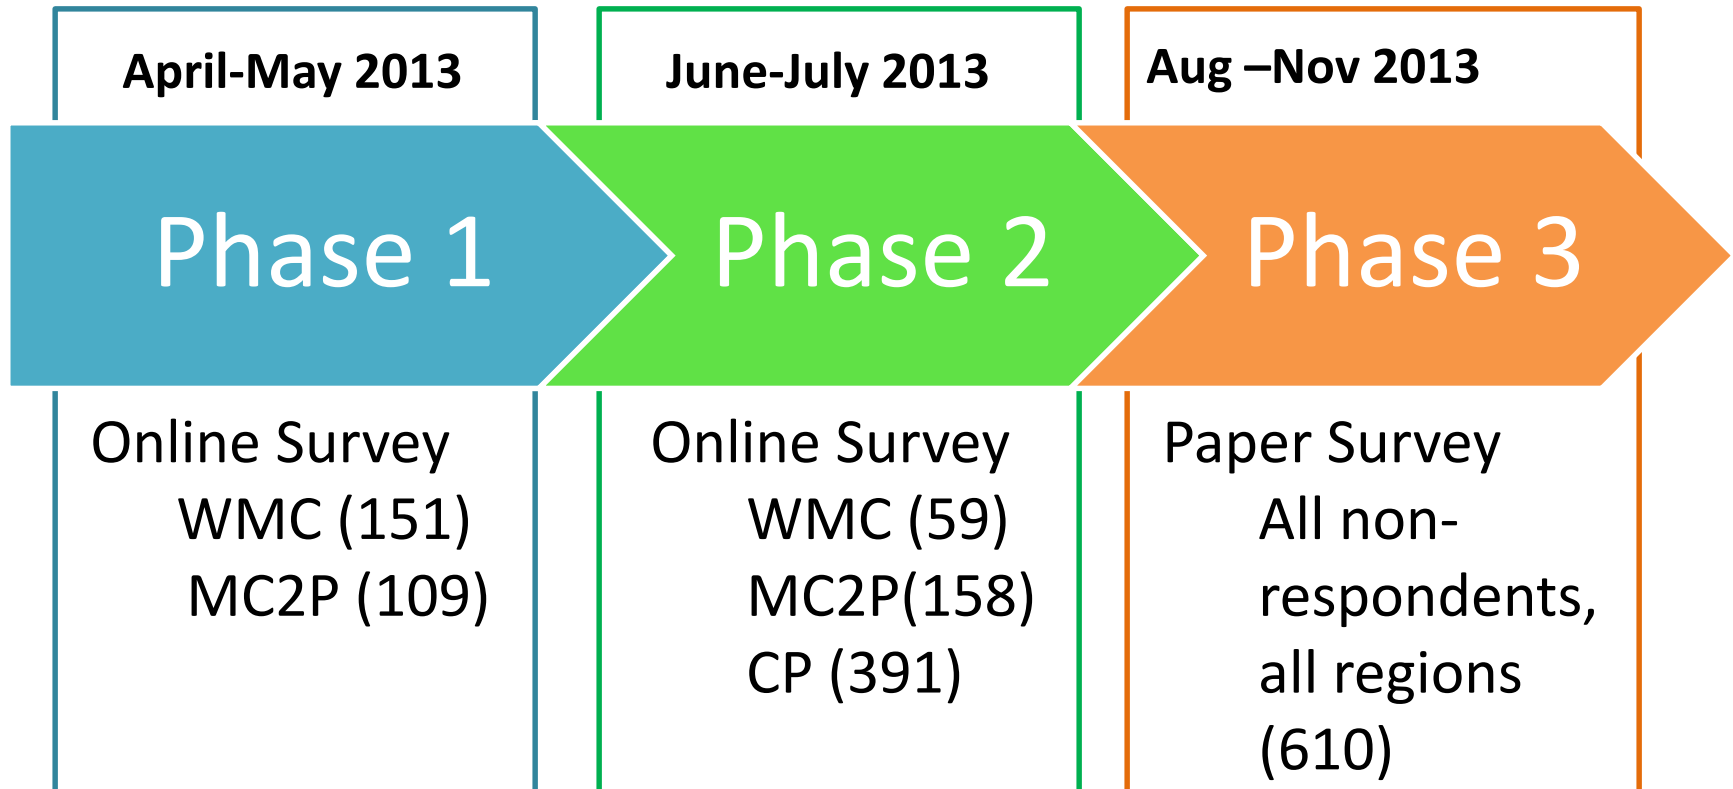 April-May 2013
June-July 2013
Aug –Nov 2013
Phase 1
Phase 2
Phase 3
Online Survey
WMC (151)
MC2P (109)
Online Survey
WMC (59)
MC2P(158)
CP (391)
Paper Survey
All non-
respondents,
all regions
(610)